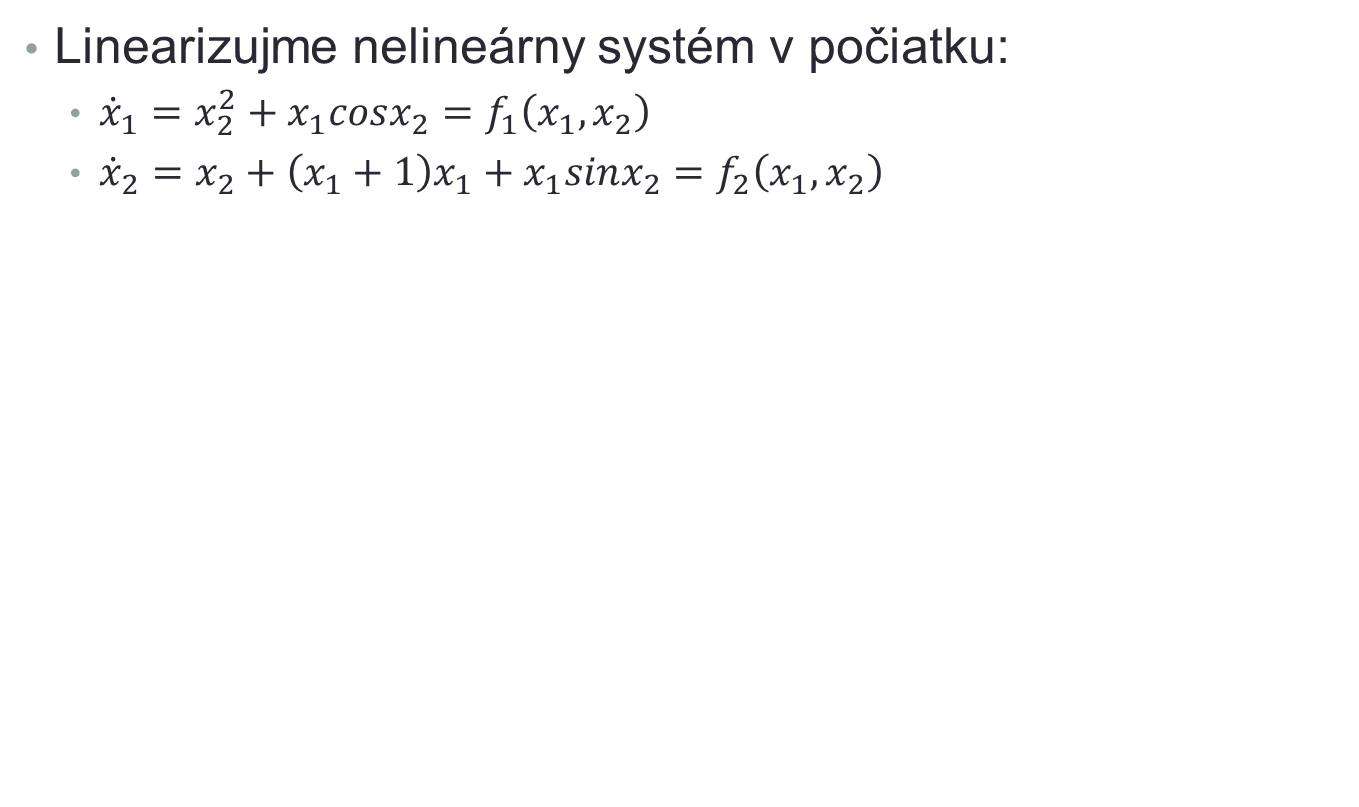 • Linearizujme nelineárny systém v počiatku:
• ẋ₁ = x₂² + x₁cosx₂ = f₁(x₁, x₂)
• ẋ₂ = x₂ + (x₁ + 1)x₁ + x₁sinx₂ = f₂(x₁, x₂)